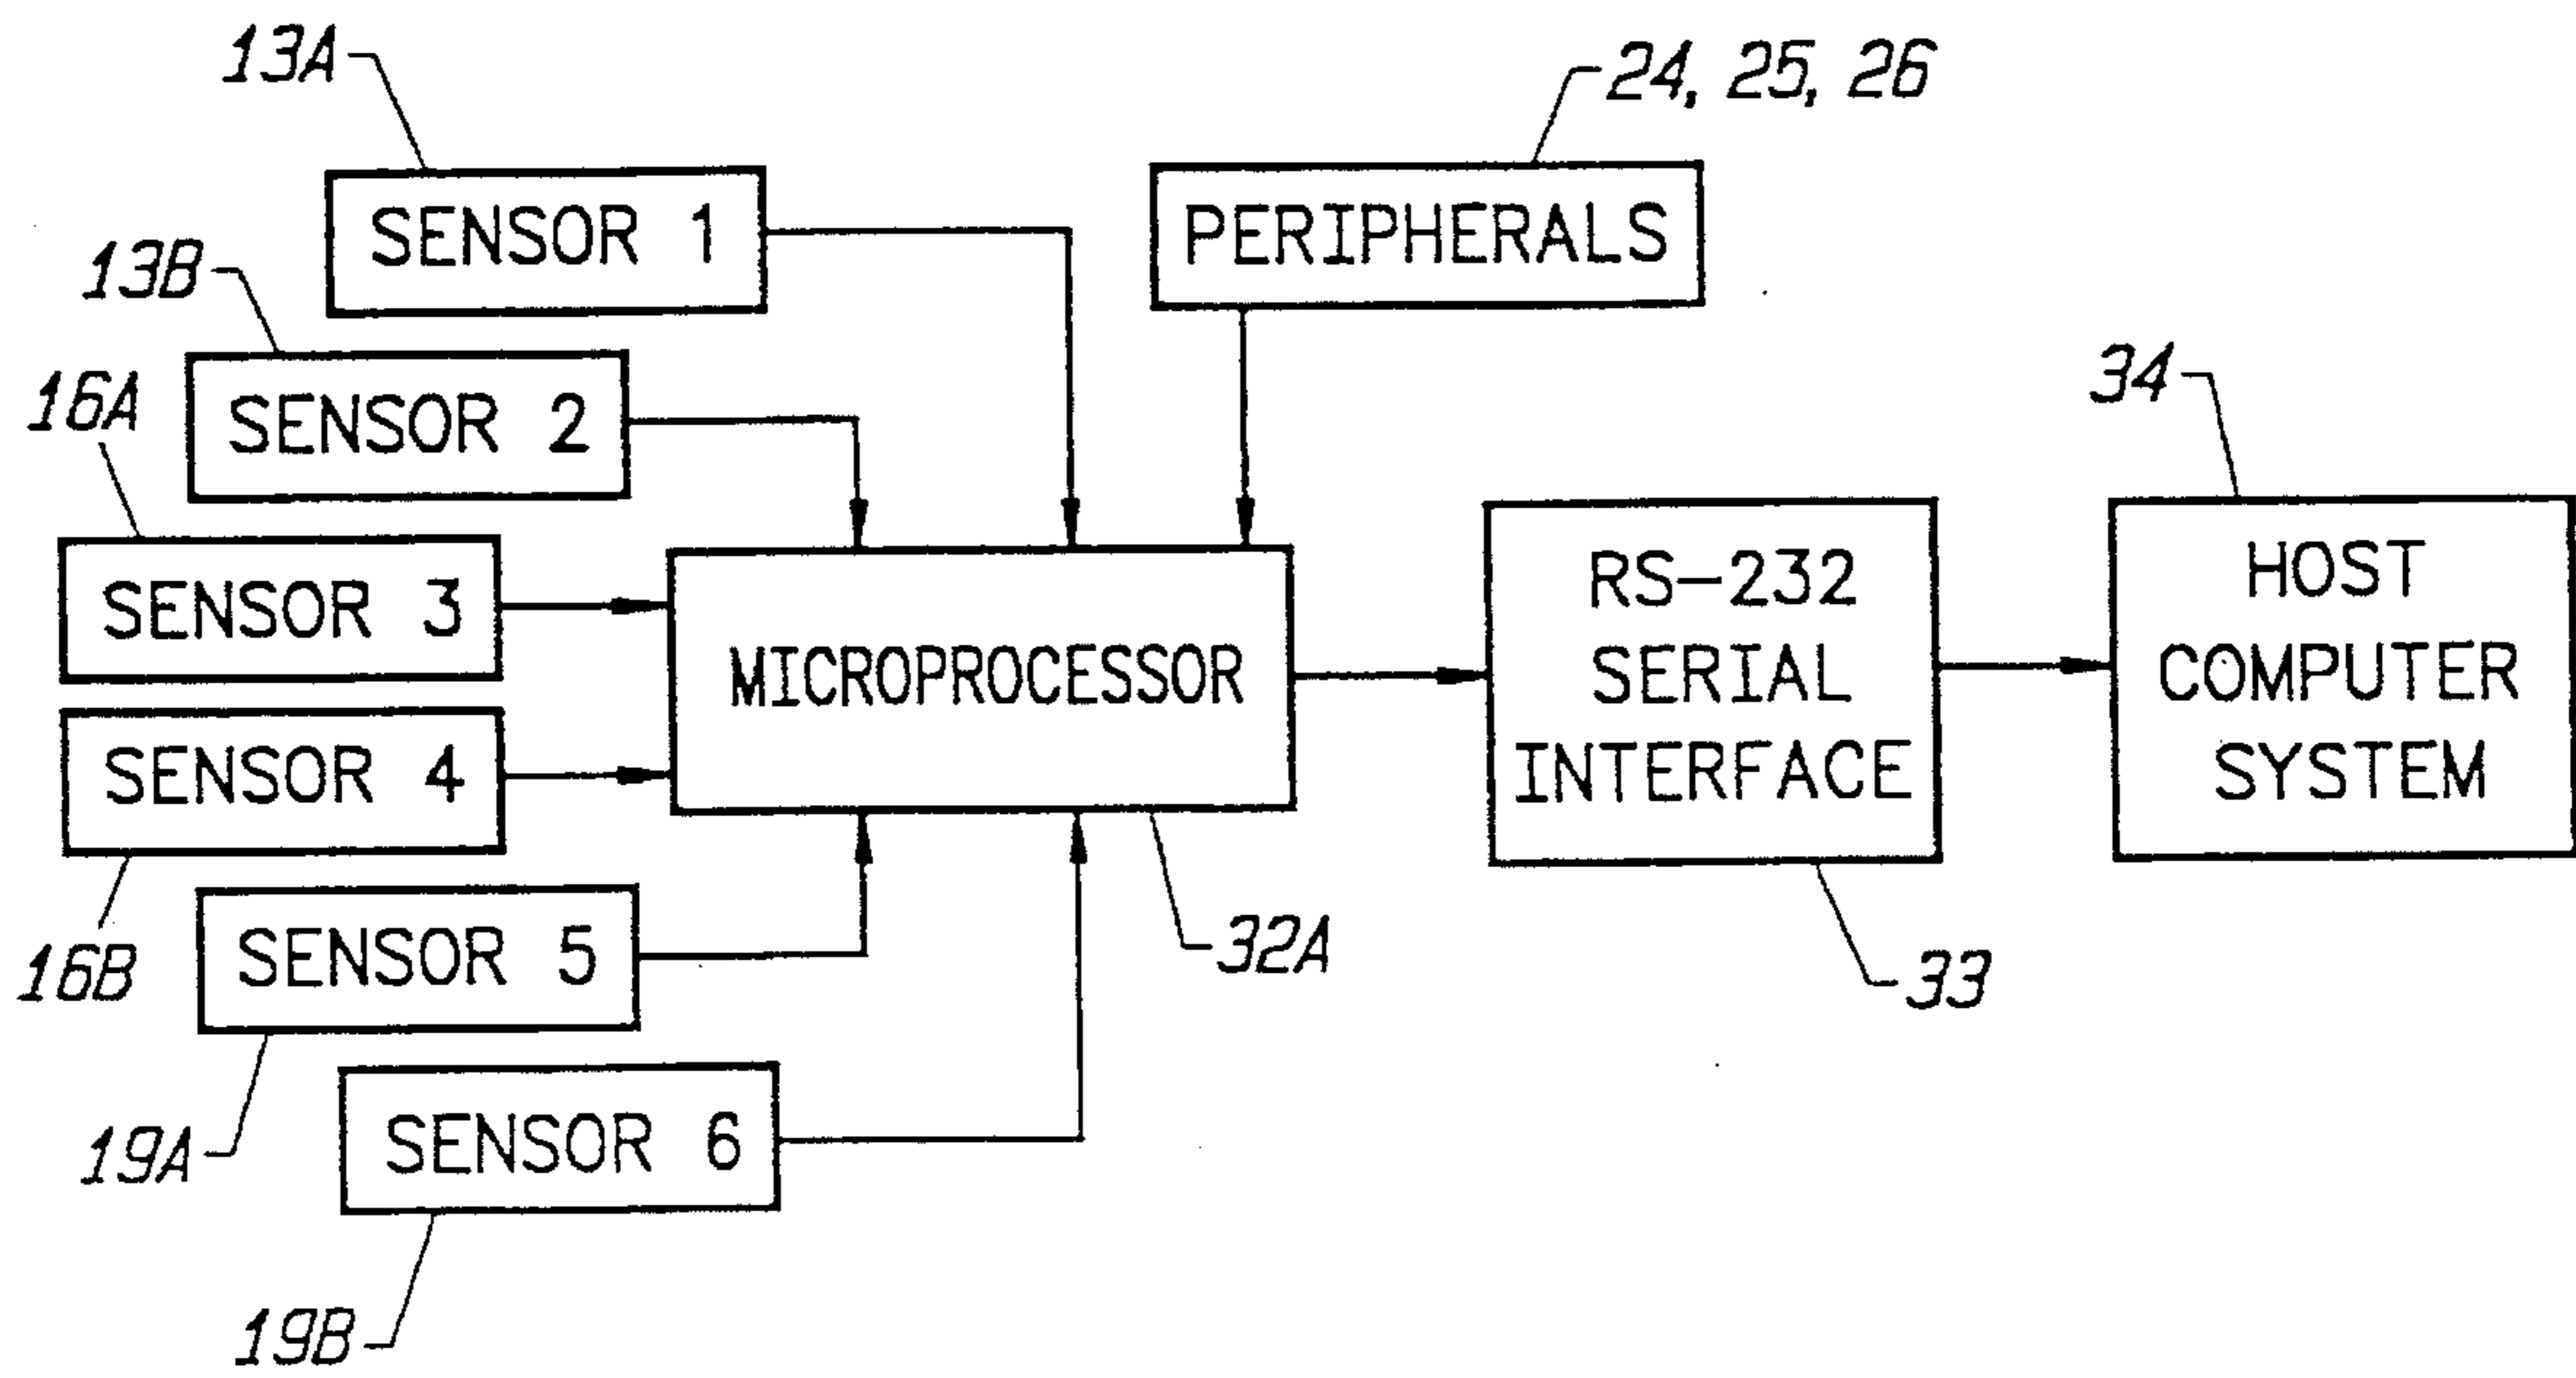 13A
24, 25, 26
SENSOR 1
PERIPHERALS
13B
SENSOR 2
16A
34
SENSOR 3
MICROPROCESSOR
RS-232
SERIAL
INTERFACE
HOST
COMPUTER
SYSTEM
SENSOR 4
16B
SENSOR 5
32A
33
19A
SENSOR 6
19B